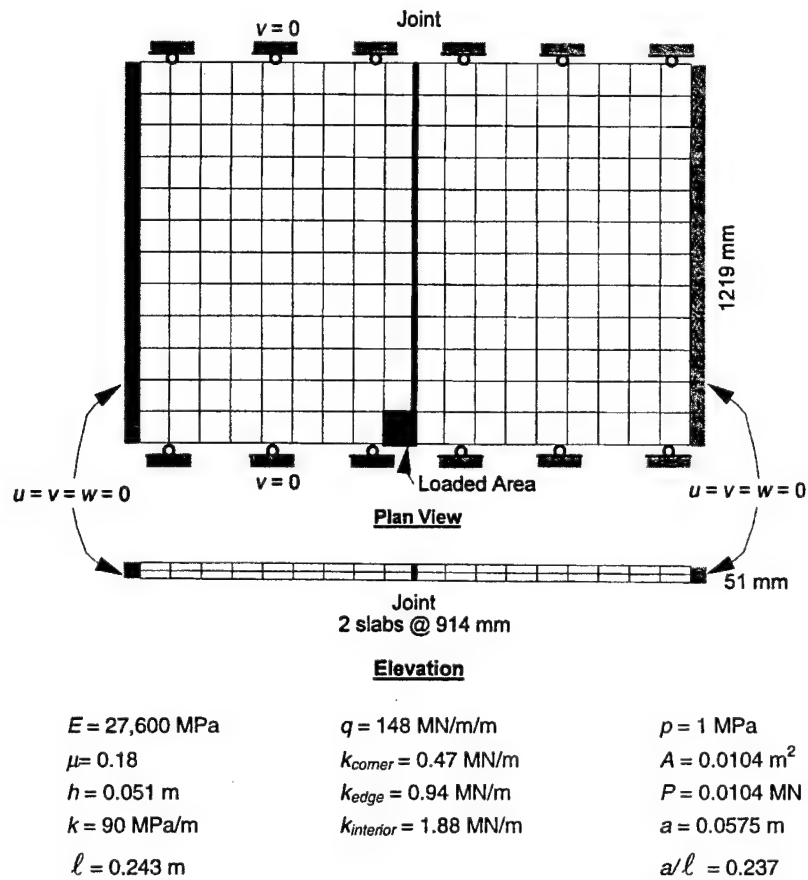 Joint
v = 0
1219 mm
u = v = w = 0
v = 0
Loaded Area
u = v = w = 0
Plan View
51 mm
Joint
2 slabs @ 914 mm
Elevation
E = 27,600 MPa
q = 148 MN/m/m
p = 1 MPa
μ= 0.18
k_corner = 0.47 MN/m
A = 0.0104 m²
h = 0.051 m
k_edge = 0.94 MN/m
P = 0.0104 MN
k = 90 MPa/m
k_interior = 1.88 MN/m
a = 0.0575 m
ℓ = 0.243 m
a/ℓ = 0.237